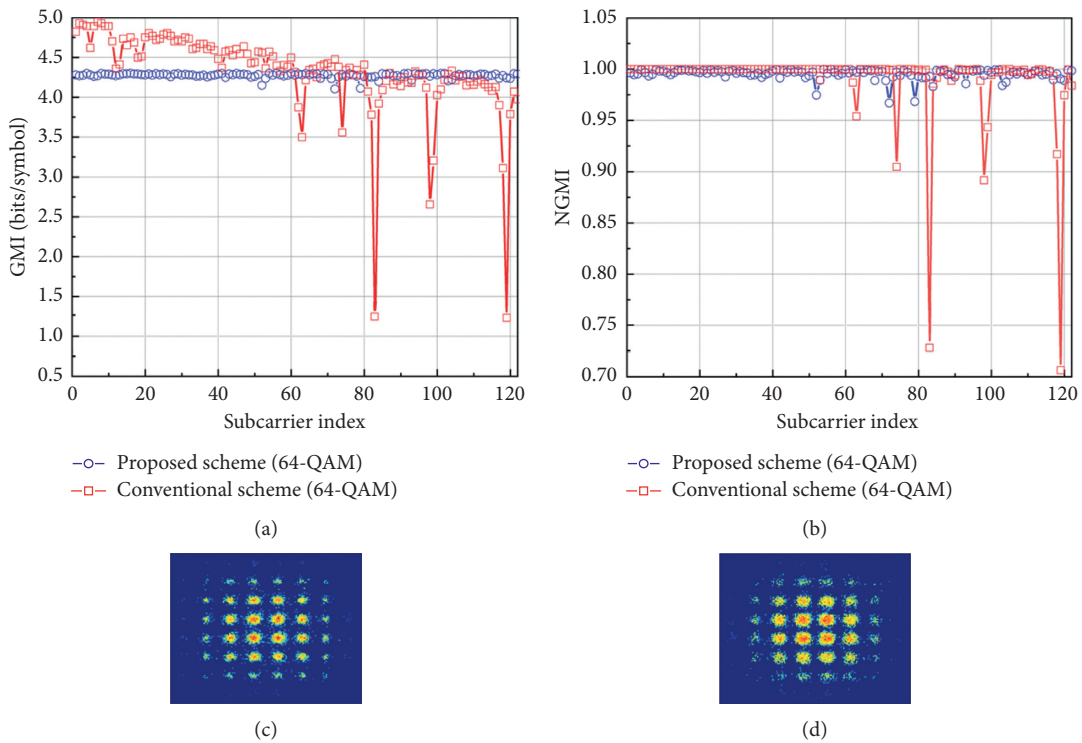 5.0
4.5
4.0
3.5
3.0
2.5
2.0
1.5
1.0
0.5
GMI (bits/symbol)
0 20 40 60 80 100 120
Subcarrier index
Proposed scheme (64-QAM)
Conventional scheme (64-QAM)
(a)
1.05
1.00
0.95
0.90
0.85
0.80
0.75
0.70
NGMI
0 20 40 60 80 100 120
Subcarrier index
Proposed scheme (64-QAM)
Conventional scheme (64-QAM)
(b)
(c)
(d)